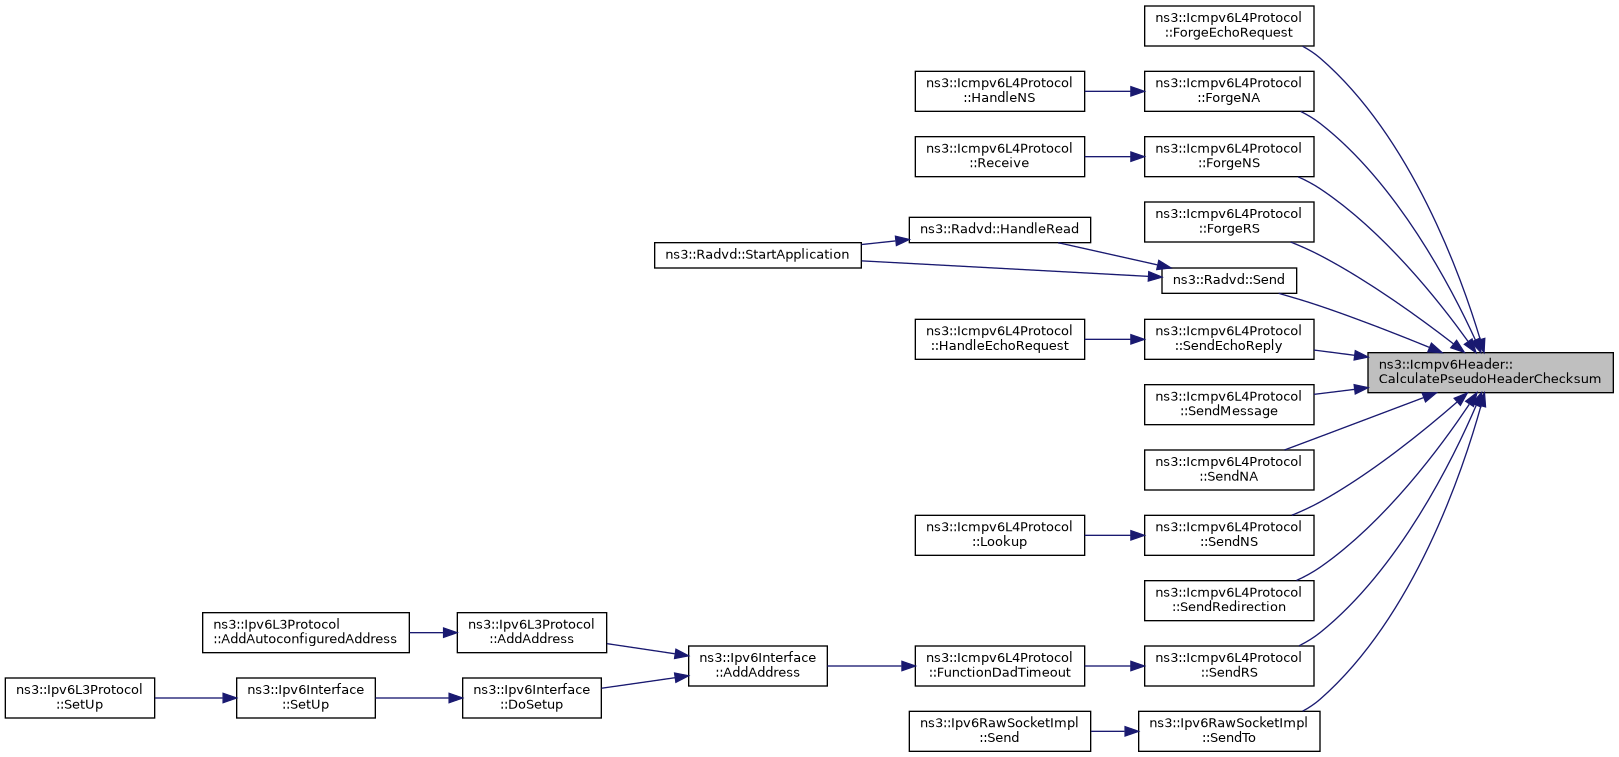 ns3::Icmpv6L4Protocol
::ForgeEchoRequest
ns3::Icmpv6L4Protocol
::HandleNS
ns3::Icmpv6L4Protocol
::ForgeNA
ns3::Icmpv6L4Protocol
::Receive
ns3::Icmpv6L4Protocol
::ForgeNS
ns3::Icmpv6L4Protocol
::ForgeRS
ns3::Radvd::HandleRead
ns3::Radvd::StartApplication
ns3::Radvd::Send
ns3::Icmpv6L4Protocol
::HandleEchoRequest
ns3::Icmpv6L4Protocol
::SendEchoReply
ns3::Icmpv6Header::
CalculatePseudoHeaderChecksum
ns3::Icmpv6L4Protocol
::SendMessage
ns3::Icmpv6L4Protocol
::SendNA
ns3::Icmpv6L4Protocol
::Lookup
ns3::Icmpv6L4Protocol
::SendNS
ns3::Icmpv6L4Protocol
::SendRedirection
ns3::Ipv6L3Protocol
::AddAutoconfiguredAddress
ns3::Ipv6L3Protocol
::AddAddress
ns3::Ipv6Interface
::AddAddress
ns3::Icmpv6L4Protocol
::FunctionDadTimeout
ns3::Icmpv6L4Protocol
::SendRS
ns3::Ipv6L3Protocol
::SetUp
ns3::Ipv6Interface
::SetUp
ns3::Ipv6Interface
::DoSetup
ns3::Ipv6RawSocketImpl
::Send
ns3::Ipv6RawSocketImpl
::SendTo